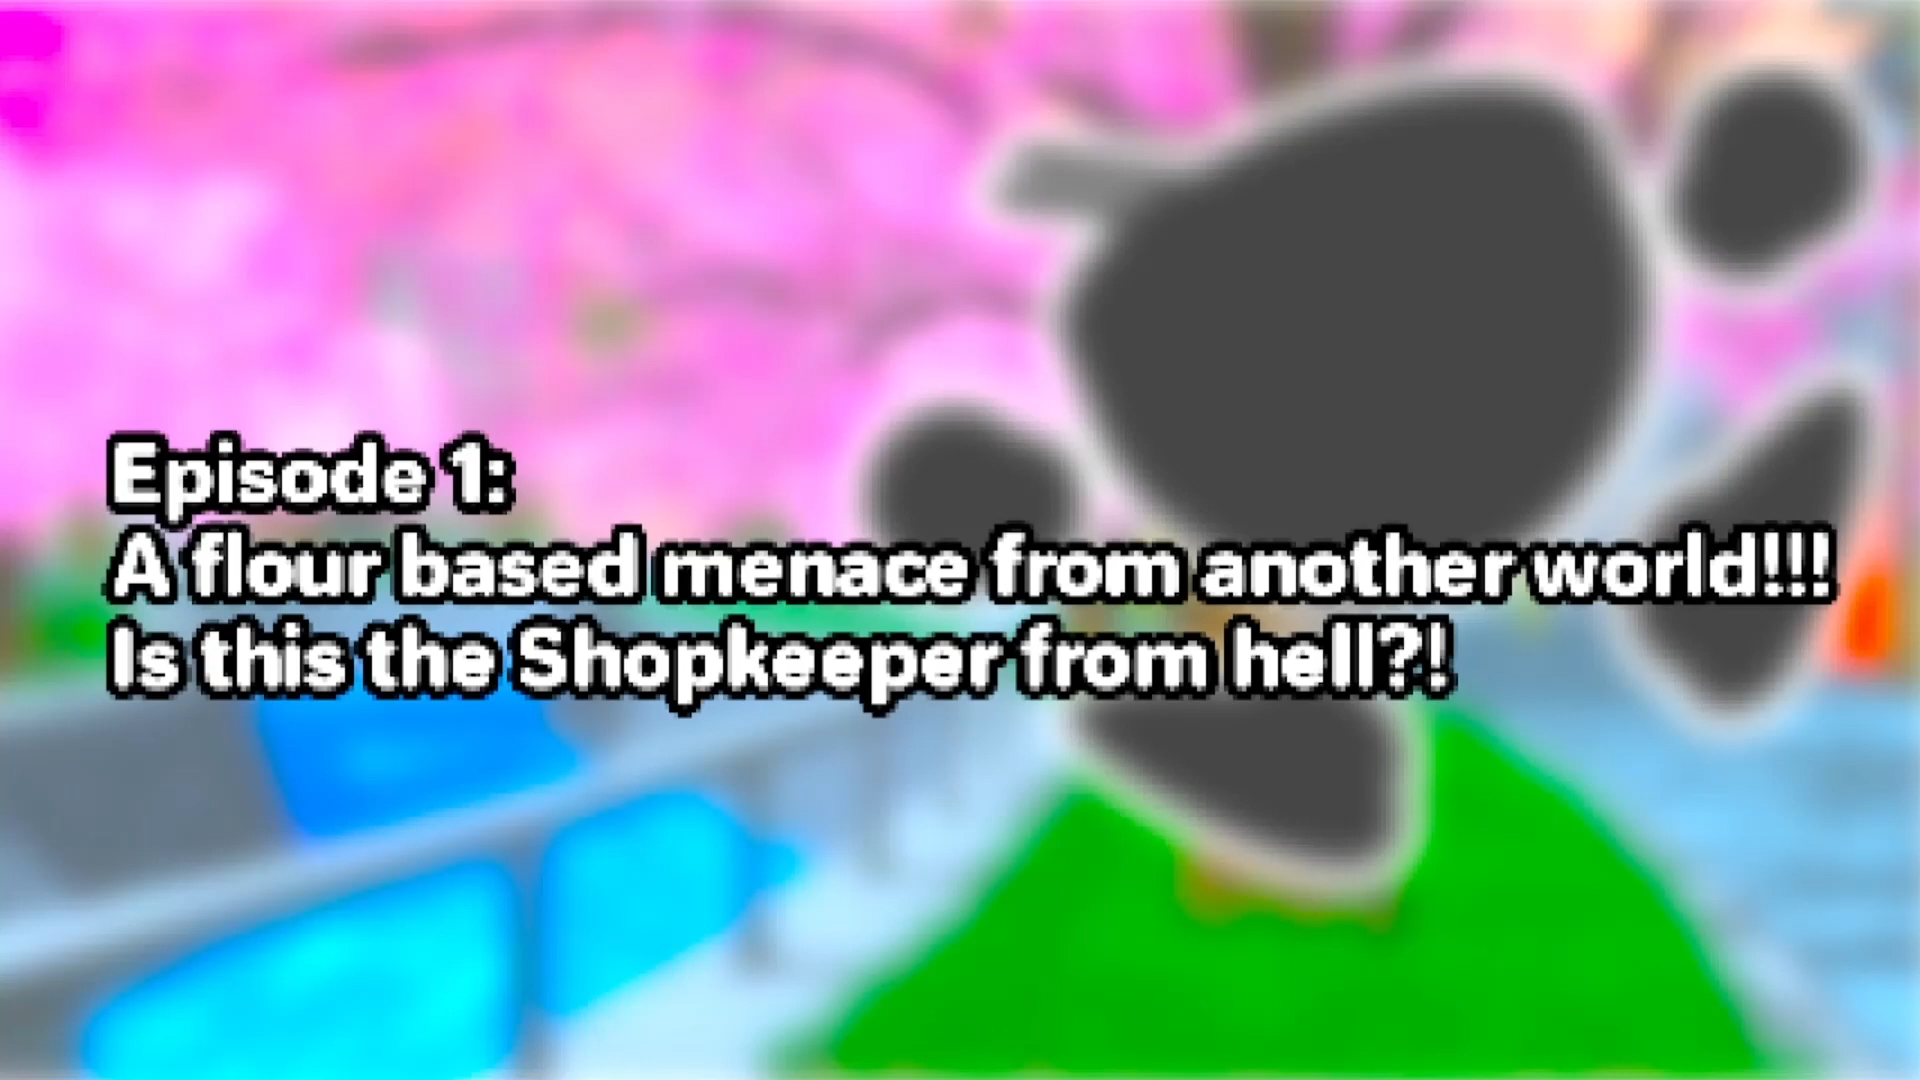 Episode 1:
A flour based menace from another world!!!
Is this the Shopkeeper from hell?!